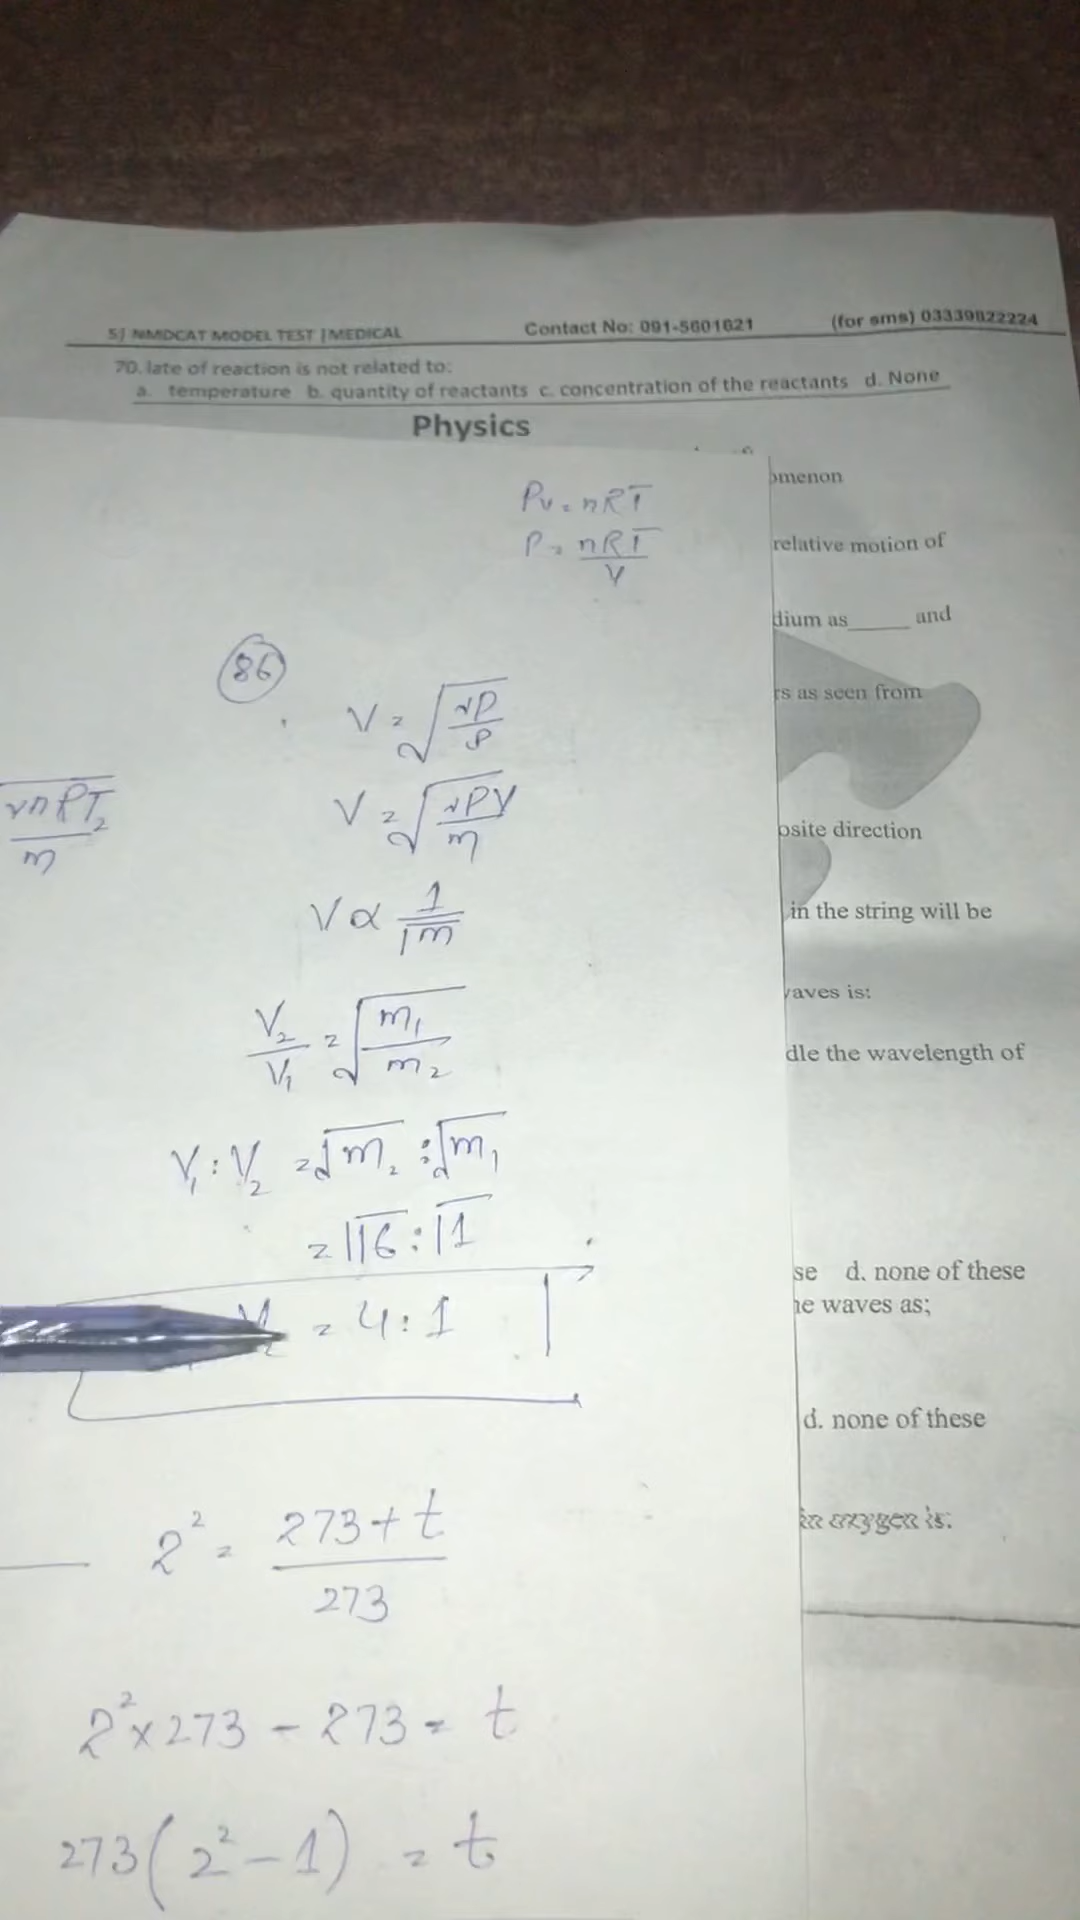 5] NMDCAT MODEL TEST [MEDICAL Contact No: 091-5601621 (for sms) 03339822224
70. late of reaction is not related to:
a. temperature b. quantity of reactants c. concentration of the reactants d. None
Physics
omenon
Pv = nRT
P = nRT/V
relative motion of
dium as_____ and
86
rs as seen from
V = √(γP/ρ)
γnRT₂/m
V = √(γPV/m)
osite direction
V ∝ 1/√m
in the string will be
waves is:
V₂/V₁ = √(m₁/m₂)
dle the wavelength of
V₁ : V₂ = √m₂ : √m₁
= √16 : √1
se d. none of these
= 4 : 1
he waves as;
d. none of these
2² = (273 + t)/273
in oxygen is:
2² x 273 - 273 = t
273 (2² - 1) = t